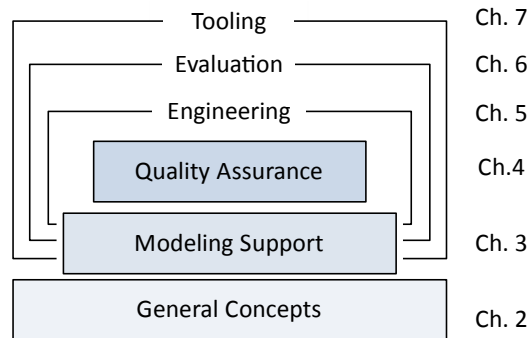 Tooling Ch. 7
Evaluation Ch. 6
Engineering Ch. 5
Quality Assurance Ch.4
Modeling Support Ch. 3
General Concepts Ch. 2